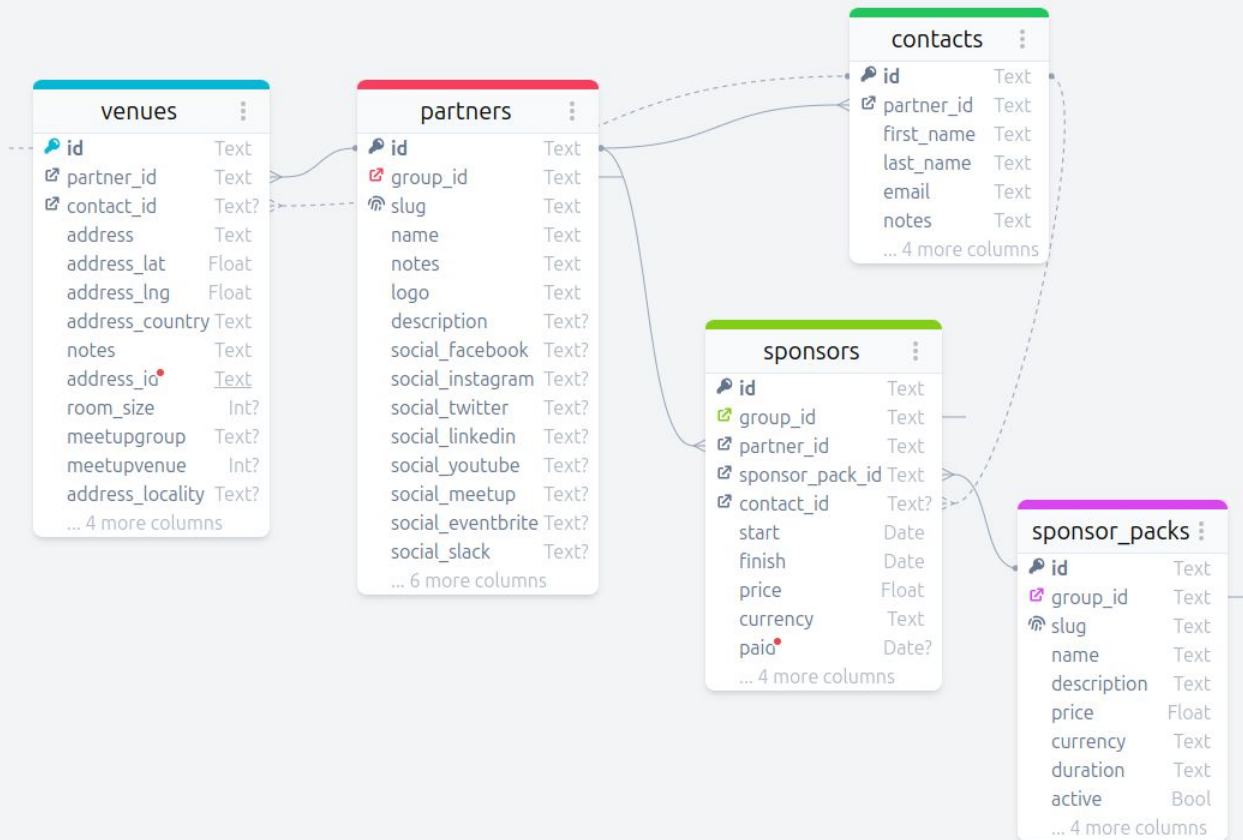 venues
id Text
partner_id Text
contact_id Text?
address Text
address_lat Float
address_lng Float
address_country Text
notes Text
address_id Text
room_size Int?
meetupgroup Text?
meetupvenue Int?
address_locality Text?
... 4 more columns
partners
id Text
group_id Text
slug Text
name Text
notes Text
logo Text
description Text?
social_facebook Text?
social_instagram Text?
social_twitter Text?
social_linkedin Text?
social_youtube Text?
social_meetup Text?
social_eventbrite Text?
social_slack Text?
... 6 more columns
contacts
id Text
partner_id Text
first_name Text
last_name Text
email Text
notes Text
... 4 more columns
sponsors
id Text
group_id Text
partner_id Text
sponsor_pack_id Text
contact_id Text?
start Date
finish Date
price Float
currency Text
paid Date?
... 4 more columns
sponsor_packs
id Text
group_id Text
slug Text
name Text
description Text
price Float
currency Text
duration Text
active Bool
... 4 more columns